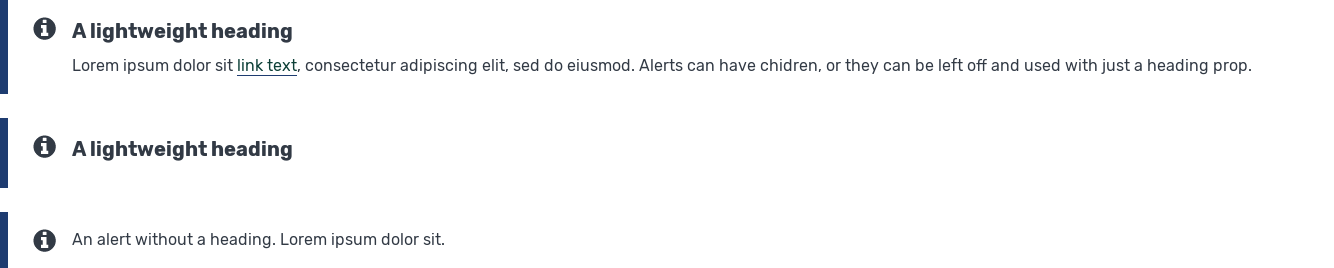 A lightweight heading
Lorem ipsum dolor sit link text, consectetur adipiscing elit, sed do eiusmod. Alerts can have chidren, or they can be left off and used with just a heading prop.
A lightweight heading
An alert without a heading. Lorem ipsum dolor sit.